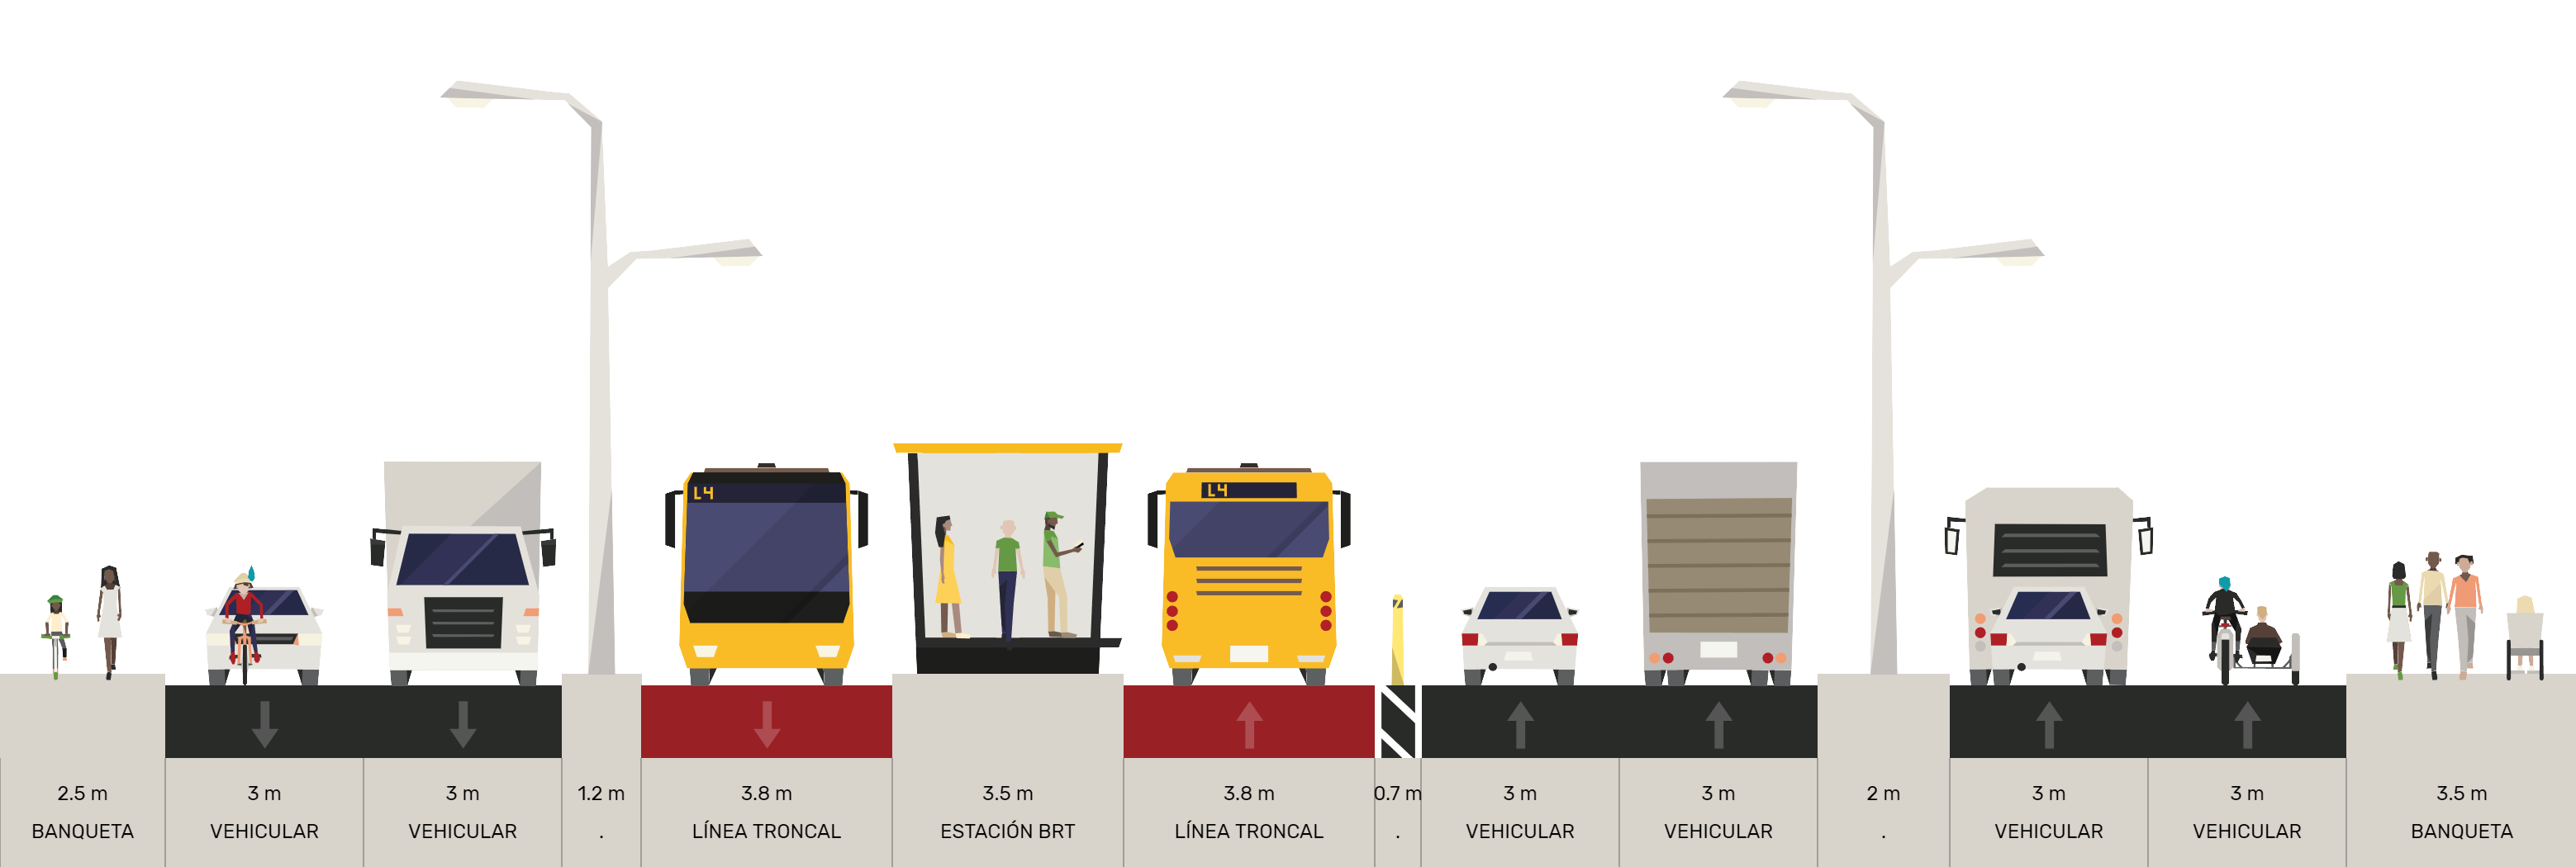 L4
L4
2.5 m
3 m
3 m
1.2 m
3.8 m
3.5 m
3.8 m
0.7 m
3 m
3 m
2 m
3 m
3 m
3.5 m
BANQUETA
VEHICULAR
VEHICULAR
.
LÍNEA TRONCAL
ESTACIÓN BRT
LÍNEA TRONCAL
.
VEHICULAR
VEHICULAR
.
VEHICULAR
VEHICULAR
BANQUETA